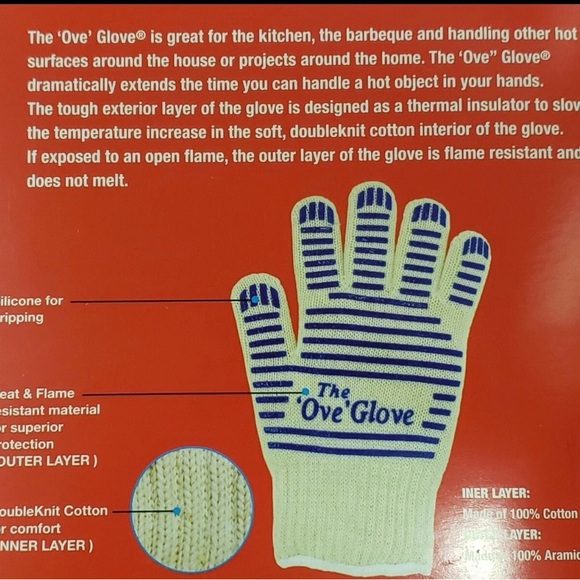 The 'Ove' Glove® is great for the kitchen, the barbeque and handling other hot
surfaces around the house or projects around the home. The 'Ove" Glove®
dramatically extends the time you can handle a hot object in your hands.
The tough exterior layer of the glove is designed as a thermal insulator to slow
the temperature increase in the soft, doubleknit cotton interior of the glove.
If exposed to an open flame, the outer layer of the glove is flame resistant and
does not melt.
ilicone for
ripping
eat & Flame
esistant material
or superior
rotection
OUTER LAYER )
The
'Ove' Glove
oubleKnit Cotton
or comfort
NNER LAYER )
INER LAYER:
Made of 100% Cotton
LAYER:
100% Aramid